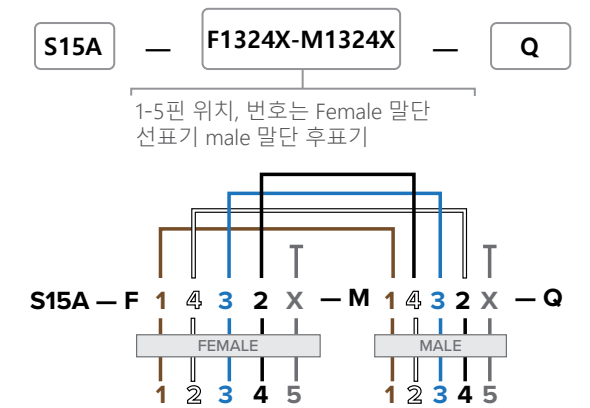 S15A — F1324X-M1324X — Q
1-5핀 위치, 번호는 Female 말단
선표기 male 말단 후표기
S15A — F 1 4 3 2 X — M 1 4 3 2 X — Q
FEMALE MALE
1 2 3 4 5 1 2 3 4 5